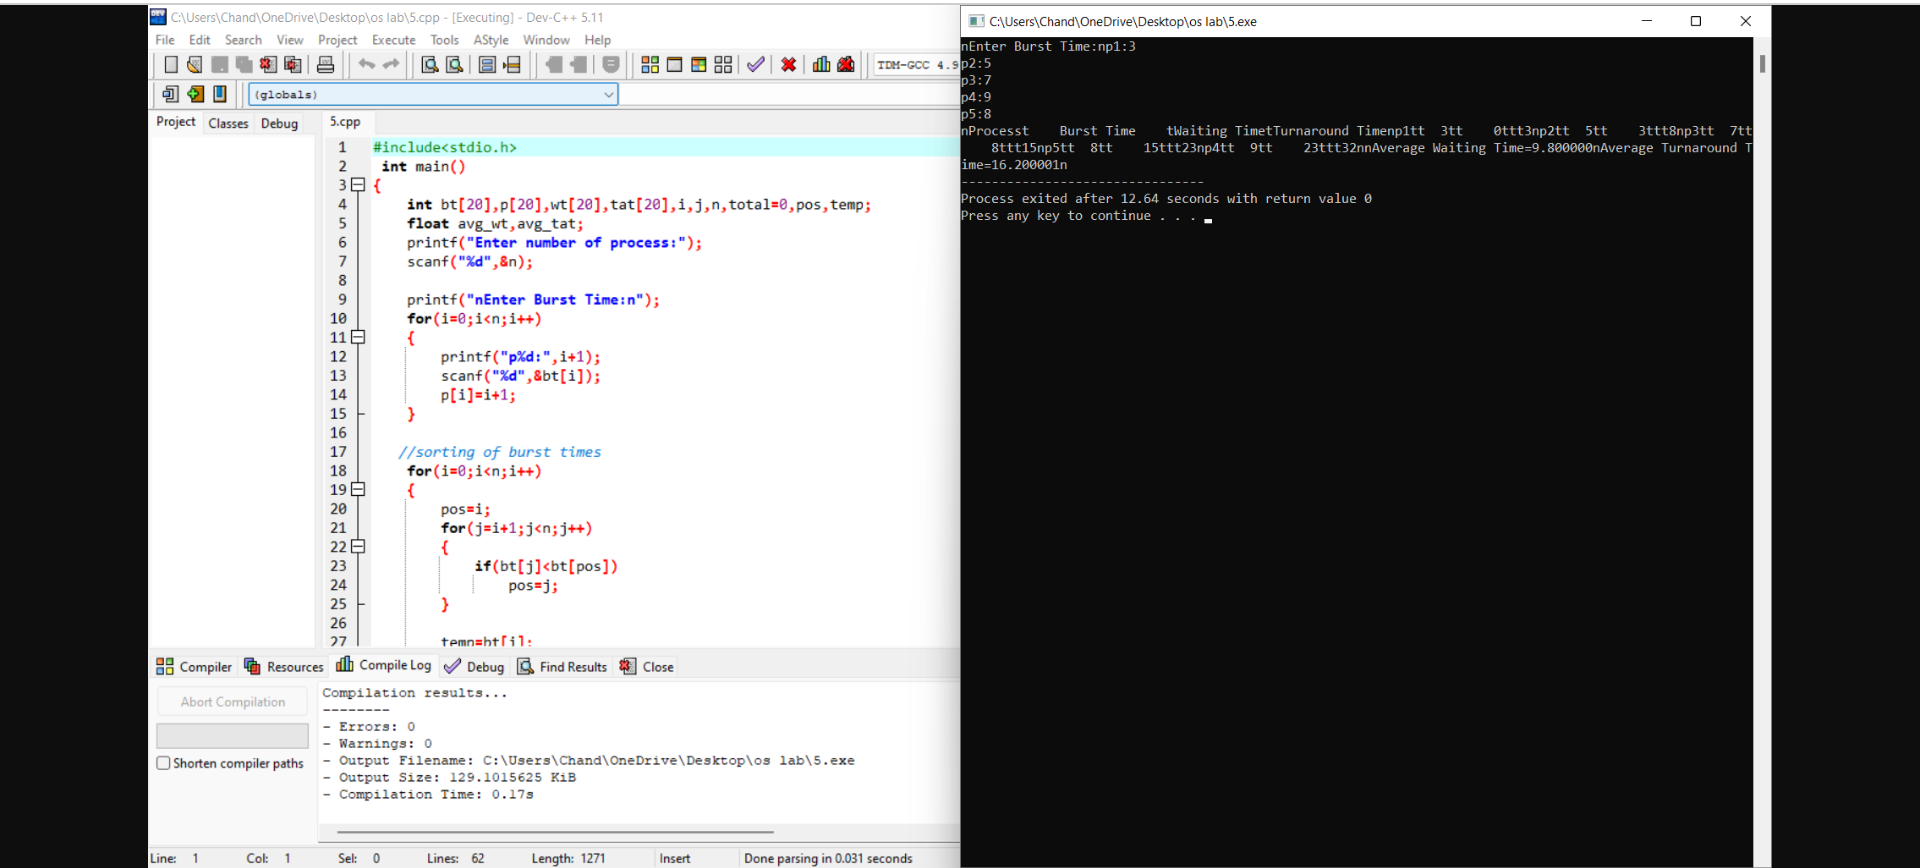 C:\Users\Chand\OneDrive\Desktop\os lab\5.cpp - [Executing] - Dev-C++ 5.11
File Edit Search View Project Execute Tools AStyle Window Help
TDM-GCC 4.9
(globals)
Project Classes Debug
5.cpp
1 #include<stdio.h>
2 int main()
3 {
4 int bt[20],p[20],wt[20],tat[20],i,j,n,total=0,pos,temp;
5 float avg_wt,avg_tat;
6 printf("Enter number of process:");
7 scanf("%d",&n);
8
9 printf("nEnter Burst Time:n");
10 for(i=0;i<n;i++)
11 {
12 printf("p%d:",i+1);
13 scanf("%d",&bt[i]);
14 p[i]=i+1;
15 }
16
17 //sorting of burst times
18 for(i=0;i<n;i++)
19 {
20 pos=i;
21 for(j=i+1;j<n;j++)
22 {
23 if(bt[j]<bt[pos])
24 pos=j;
25 }
26
27 temp=bt[i];
Compiler Resources Compile Log Debug Find Results Close
Abort Compilation
Shorten compiler paths
Compilation results...
--------
- Errors: 0
- Warnings: 0
- Output Filename: C:\Users\Chand\OneDrive\Desktop\os lab\5.exe
- Output Size: 129.1015625 KiB
- Compilation Time: 0.17s
Line: 1 Col: 1 Sel: 0 Lines: 62 Length: 1271 Insert Done parsing in 0.031 seconds
C:\Users\Chand\OneDrive\Desktop\os lab\5.exe
nEnter Burst Time:np1:3
p2:5
p3:7
p4:9
p5:8
nProcesst    Burst Time    tWaiting TimetTurnaround Timenp1tt  3tt    0ttt3np2tt  5tt    3ttt8np3tt  7tt
8ttt15np5tt  8tt    15ttt23np4tt  9tt    23ttt32nnAverage Waiting Time=9.800000nAverage Turnaround T
ime=16.200001n
--------------------------------
Process exited after 12.64 seconds with return value 0
Press any key to continue . . .